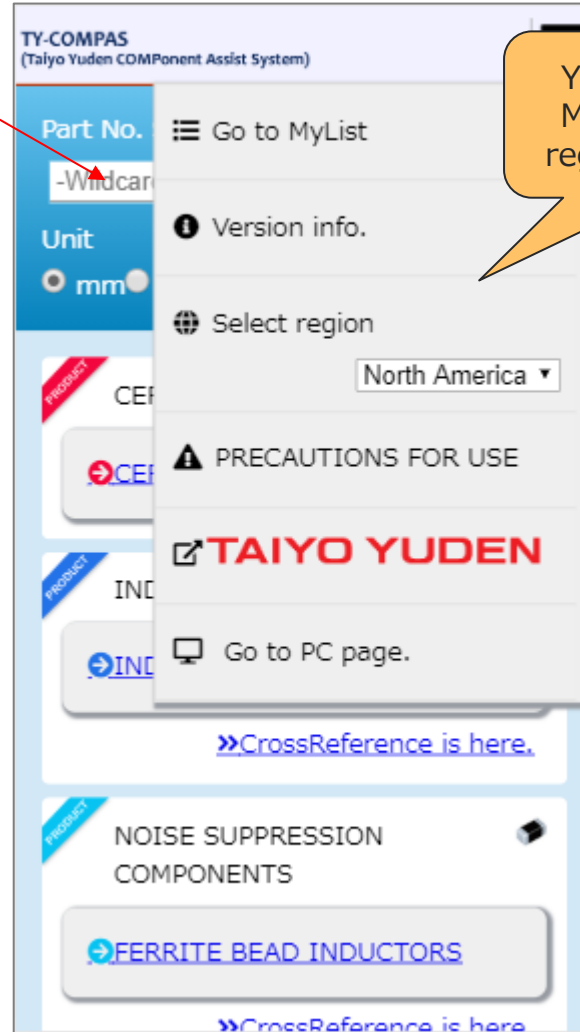 TY-COMPAS
(Taiyo Yuden COMPonent Assist System)
Part No.
Go to MyList
Version info.
Unit
mm
Select region
North America
PRODUCT
PRECAUTIONS FOR USE
TAIYO YUDEN
PRODUCT
Go to PC page.
CrossReference is here.
PRODUCT
NOISE SUPPRESSION
COMPONENTS
FERRITE BEAD INDUCTORS
CrossReference is here